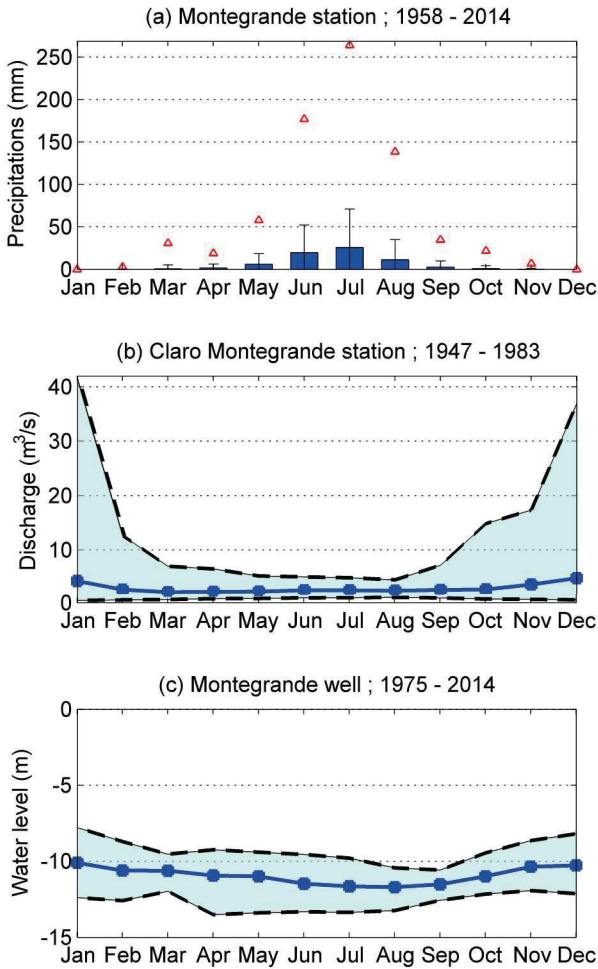 (a) Montegrande station ; 1958 - 2014
Precipitations (mm)
250
200
150
100
50
0
Jan Feb Mar Apr May Jun Jul Aug Sep Oct Nov Dec
(b) Claro Montegrande station ; 1947 - 1983
Discharge (m³/s)
40
30
20
10
0
Jan Feb Mar Apr May Jun Jul Aug Sep Oct Nov Dec
(c) Montegrande well ; 1975 - 2014
Water level (m)
0
-5
-10
-15
Jan Feb Mar Apr May Jun Jul Aug Sep Oct Nov Dec